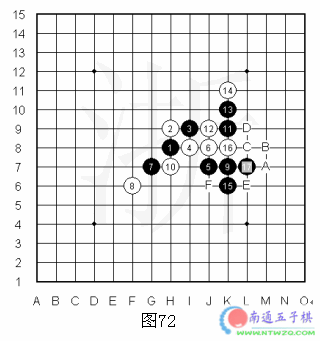 15
14
13
12
11 14
10 13
9 2 3 12 11 D
8 1 4 6 16 C B
7 7 10 5 9 17 A
6 8 F 15 E
5
4
3
2
1
A B C D E F G H I J K L M N O
图72
南通五子棋
WWW.NTWZQ.COM